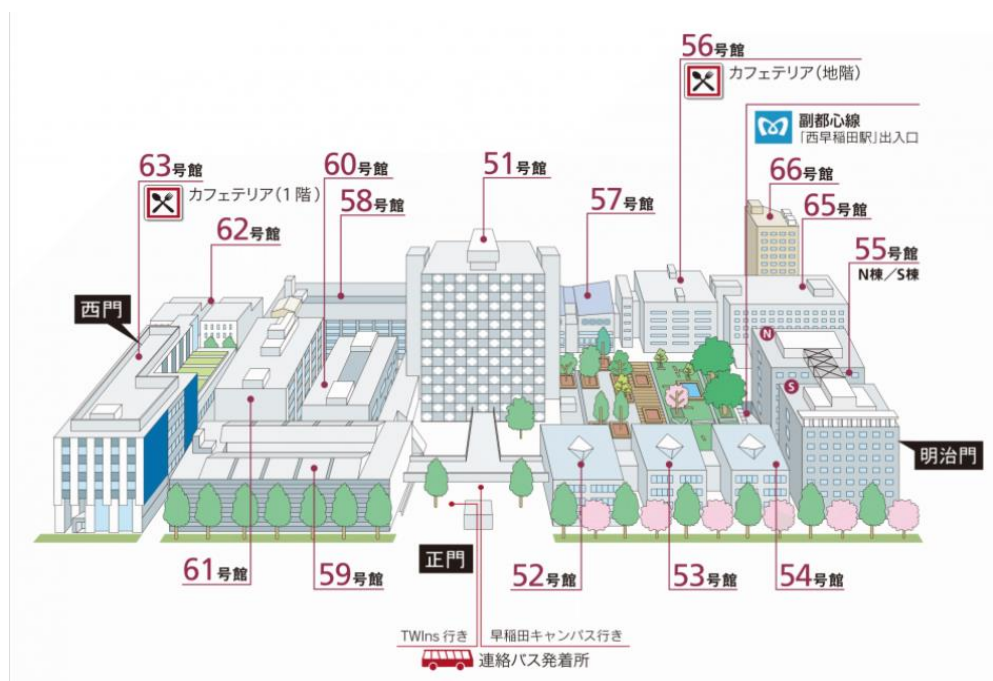 56号館
カフェテリア(地階)
副都心線
「西早稲田駅」出入口
63号館
カフェテリア(1階)
60号館
51号館
58号館
57号館
66号館
65号館
62号館
55号館
N棟/S棟
西門
N
S
明治門
正門
61号館
59号館
52号館
53号館
54号館
TWIns 行き
早稲田キャンパス行き
連絡バス発着所